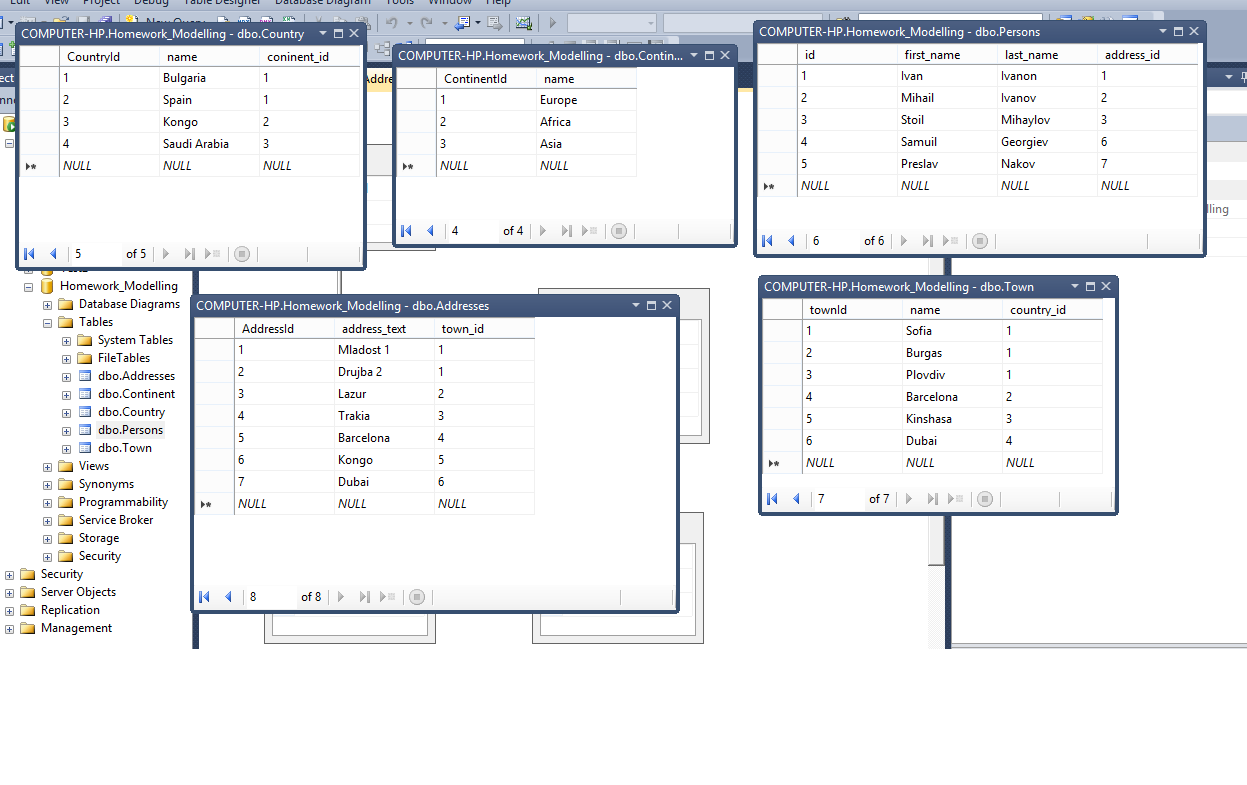 Edit View Project Debug Table Designer Database Diagram Tools Window Help
New Query
COMPUTER-HP.Homework_Modelling - dbo.Country
CountryId name coninent_id
1 Bulgaria 1
2 Spain 1
3 Kongo 2
4 Saudi Arabia 3
NULL NULL NULL
5 of 5
COMPUTER-HP.Homework_Modelling - dbo.Contin...
ContinentId name
1 Europe
2 Africa
3 Asia
NULL NULL
4 of 4
COMPUTER-HP.Homework_Modelling - dbo.Persons
id first_name last_name address_id
1 Ivan Ivanon 1
2 Mihail Ivanov 2
3 Stoil Mihaylov 3
4 Samuil Georgiev 6
5 Preslav Nakov 7
NULL NULL NULL NULL
6 of 6
Homework_Modelling
Database Diagrams
Tables
System Tables
FileTables
dbo.Addresses
dbo.Continent
dbo.Country
dbo.Persons
dbo.Town
Views
Synonyms
Programmability
Service Broker
Storage
Security
Security
Server Objects
Replication
Management
COMPUTER-HP.Homework_Modelling - dbo.Addresses
AddressId address_text town_id
1 Mladost 1 1
2 Drujba 2 1
3 Lazur 2
4 Trakia 3
5 Barcelona 4
6 Kongo 5
7 Dubai 6
NULL NULL NULL
8 of 8
COMPUTER-HP.Homework_Modelling - dbo.Town
townId name country_id
1 Sofia 1
2 Burgas 1
3 Plovdiv 1
4 Barcelona 2
5 Kinshasa 3
6 Dubai 4
NULL NULL NULL
7 of 7